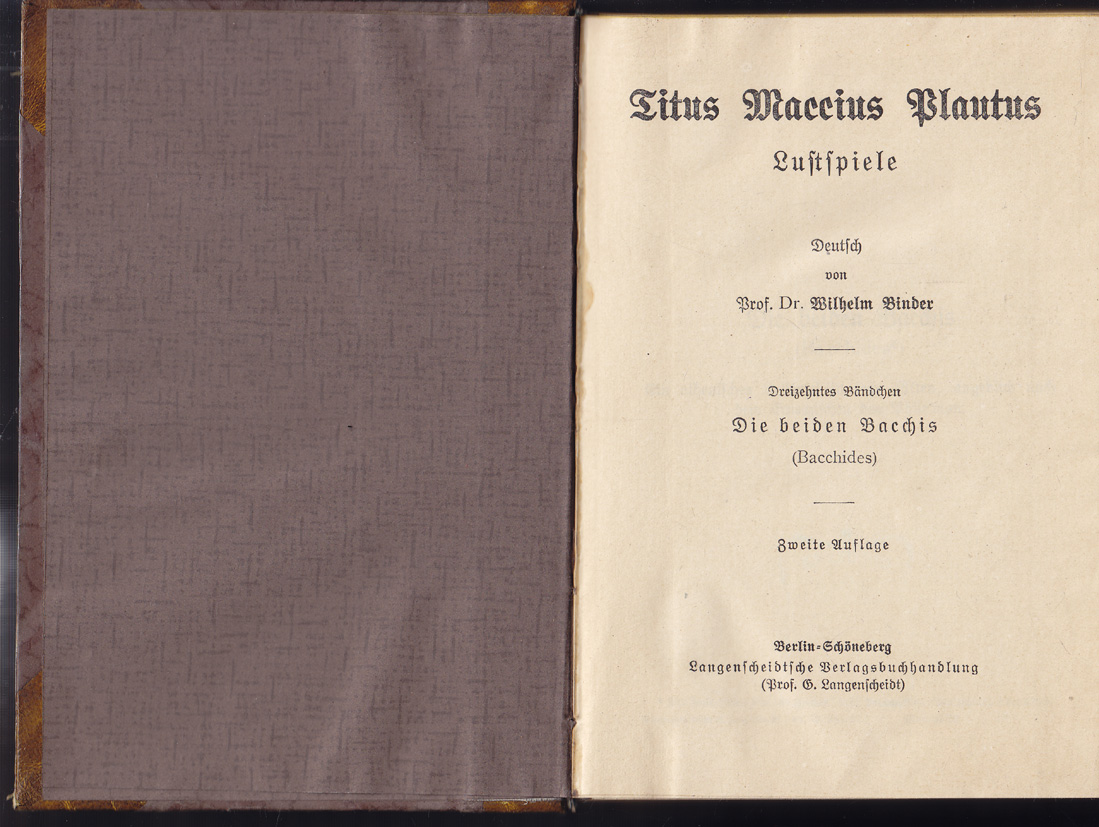 Titus Maccius Plautus
Luſtſpiele
Deutſch
von
Prof. Dr. Wilhelm Binder
Dreizehntes Bändchen
Die beiden Bacchis
(Bacchides)
Zweite Auflage
Berlin=Schöneberg
Langenſcheidtſche Verlagsbuchhandlung
(Prof. G. Langenſcheidt)